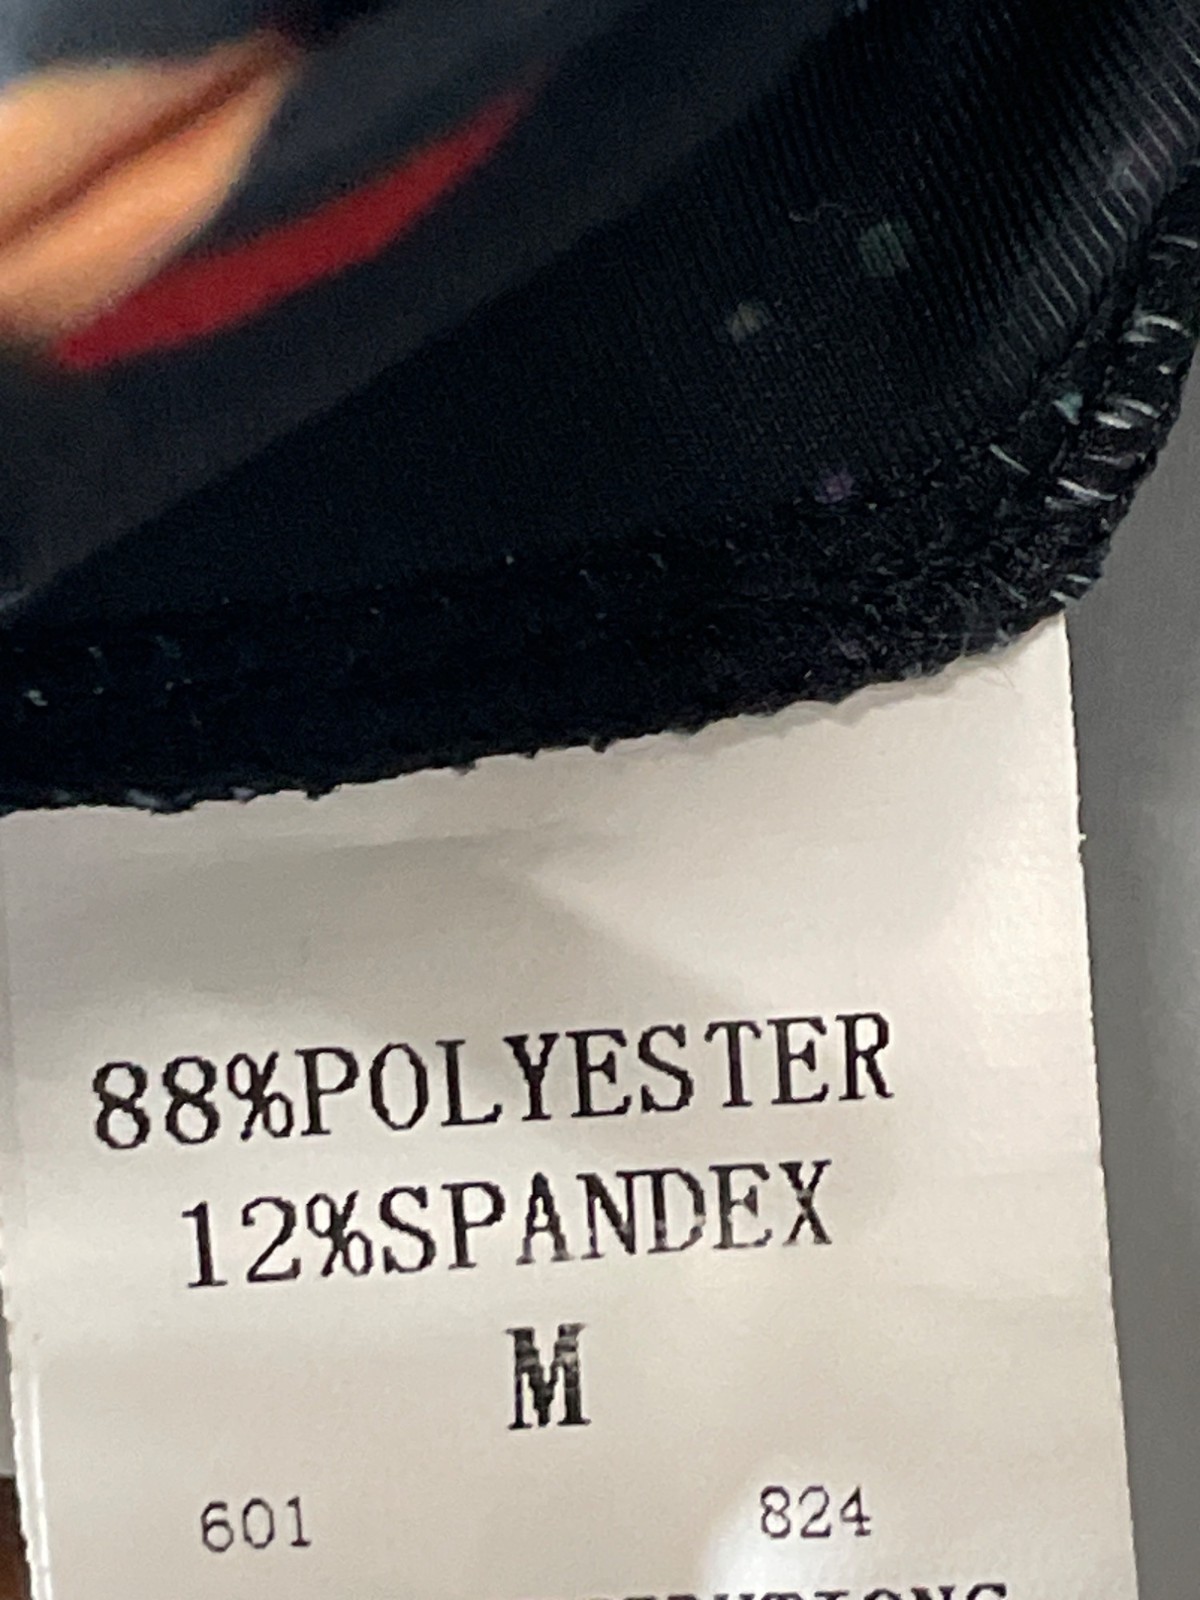 88%POLYESTER
12%SPANDEX
M
601 824